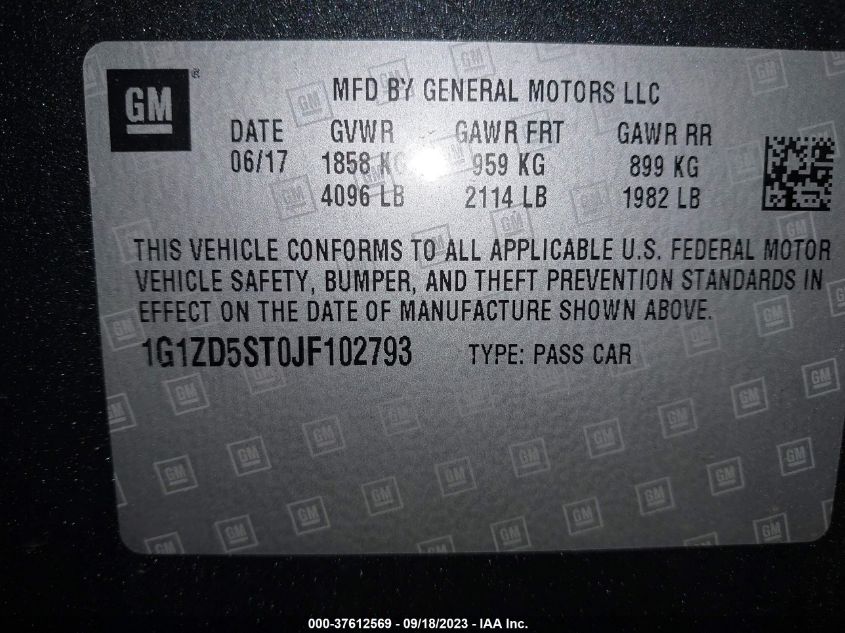 GM ®
MFD BY GENERAL MOTORS LLC
DATE GVWR GAWR FRT GAWR RR
06/17 1858 KG 959 KG 899 KG
4096 LB 2114 LB 1982 LB
THIS VEHICLE CONFORMS TO ALL APPLICABLE U.S. FEDERAL MOTOR
VEHICLE SAFETY, BUMPER, AND THEFT PREVENTION STANDARDS IN
EFFECT ON THE DATE OF MANUFACTURE SHOWN ABOVE.
1G1ZD5ST0JF102793 TYPE: PASS CAR
000-37612569 - 09/18/2023 - IAA Inc.